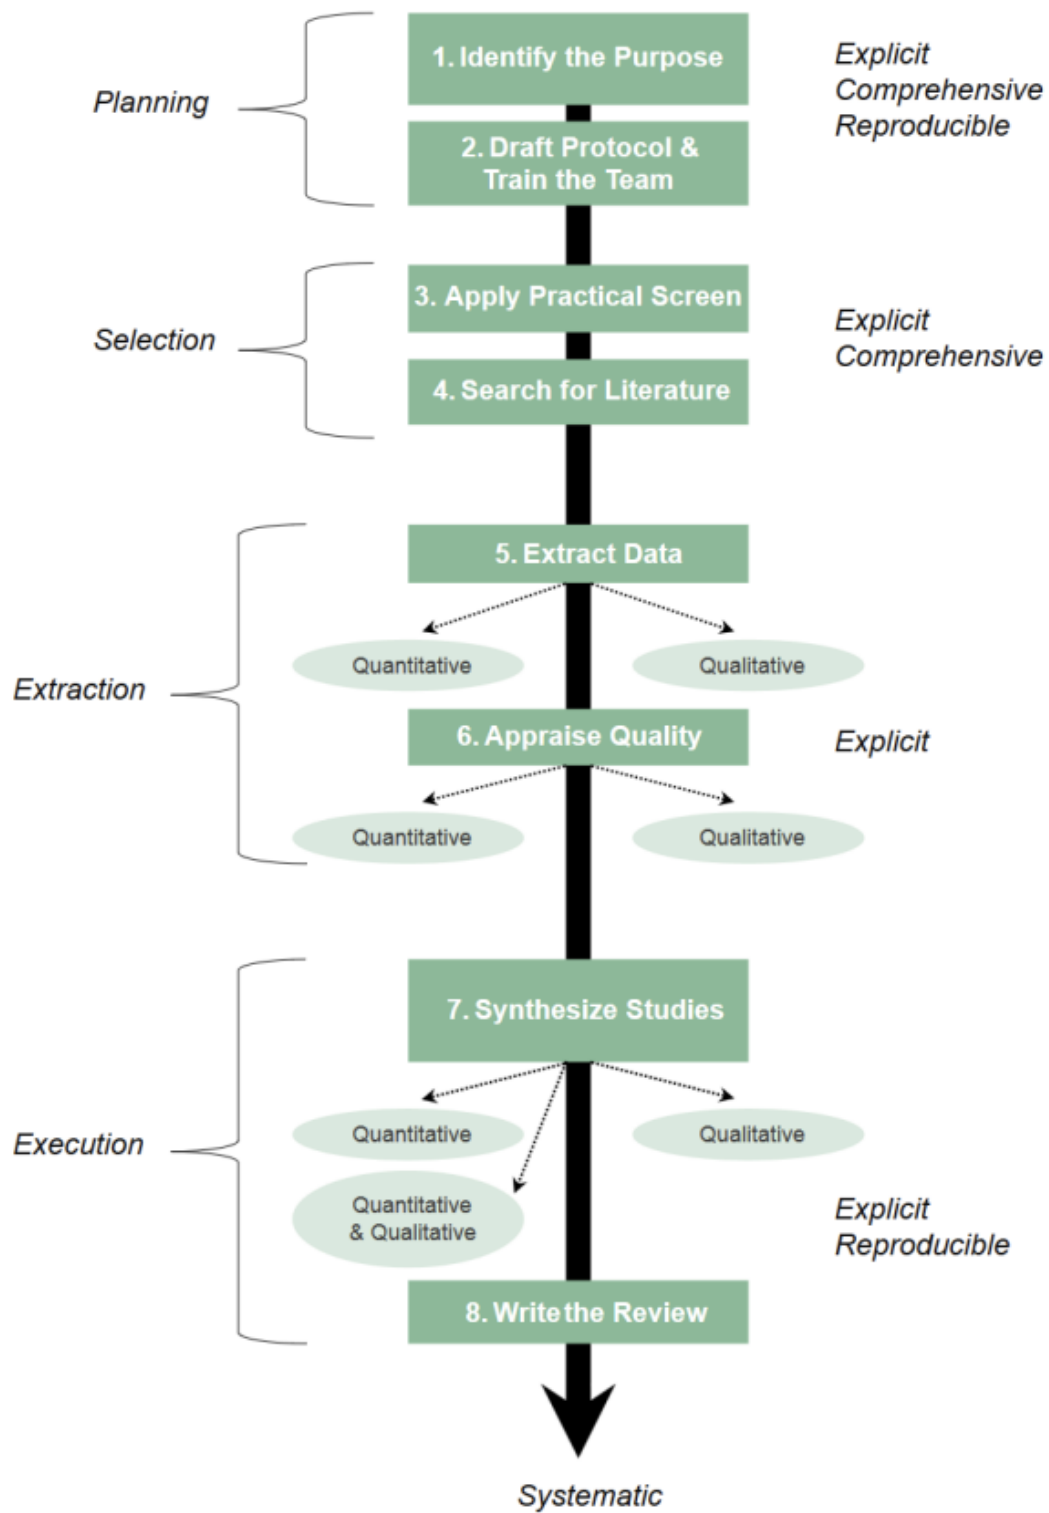 Planning
1. Identify the Purpose
Explicit
Comprehensive
Reproducible
2. Draft Protocol &
Train the Team
Selection
3. Apply Practical Screen
Explicit
Comprehensive
4. Search for Literature
Extraction
5. Extract Data
Quantitative
Qualitative
6. Appraise Quality
Explicit
Quantitative
Qualitative
Execution
7. Synthesize Studies
Quantitative
Qualitative
Quantitative
& Qualitative
Explicit
Reproducible
8. Write the Review
Systematic